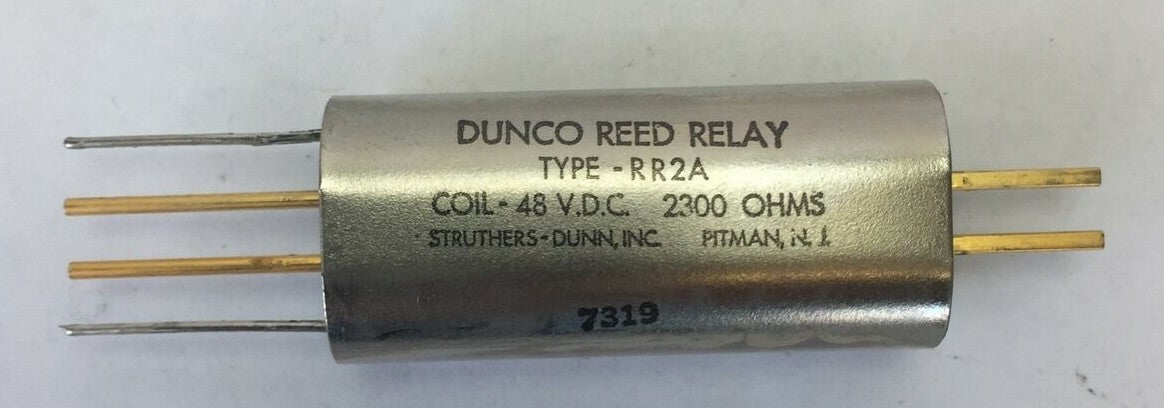 DUNCO REED RELAY
TYPE - RR2A
COIL - 48 V.D.C. 2300 OHMS
STRUTHERS-DUNN, INC. PITMAN, N. J.
7319